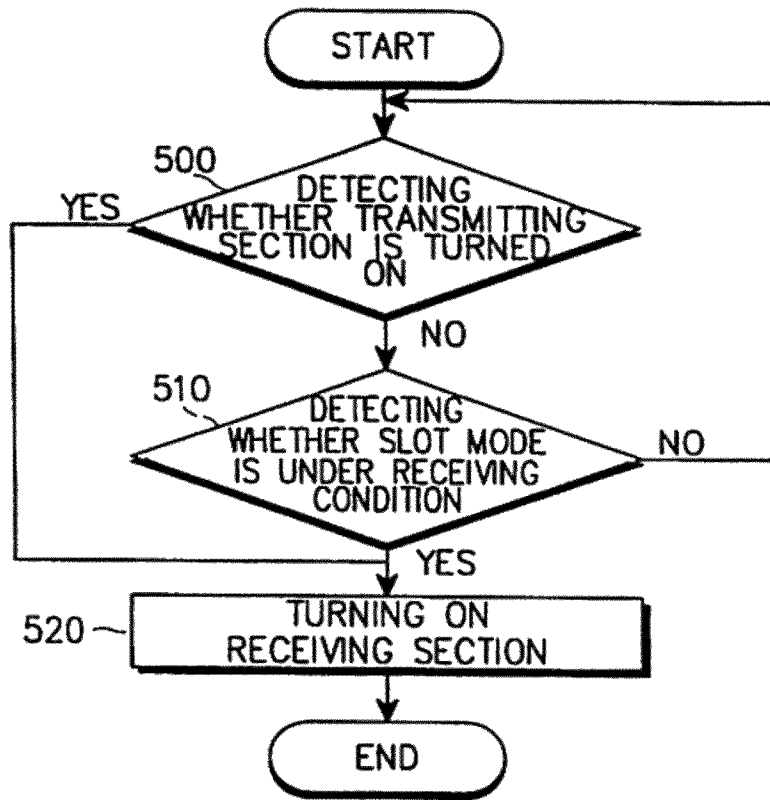 START
500
YES
DETECTING
WHETHER TRANSMITTING
SECTION IS TURNED
ON
NO
510
DETECTING
WHETHER SLOT MODE
IS UNDER RECEIVING
CONDITION
NO
YES
520
TURNING ON
RECEIVING SECTION
END